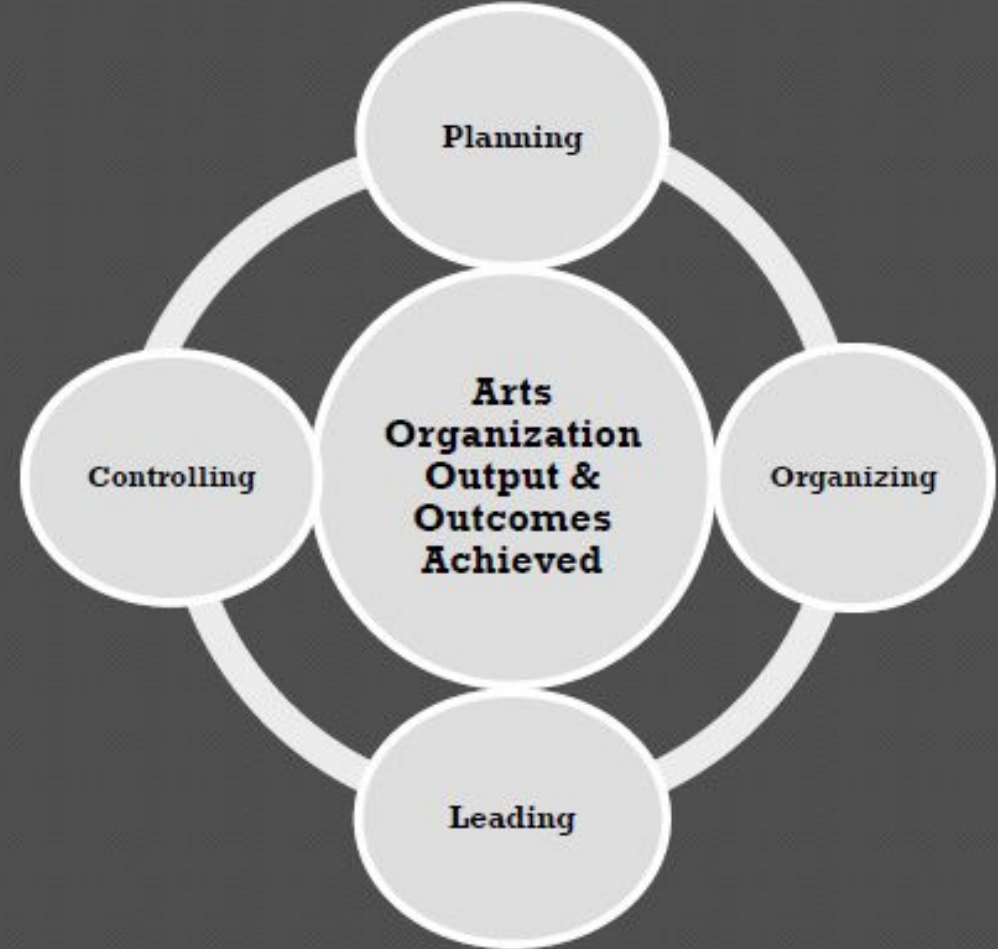 Planning
Arts
Organization
Output &
Outcomes
Achieved
Controlling
Organizing
Leading